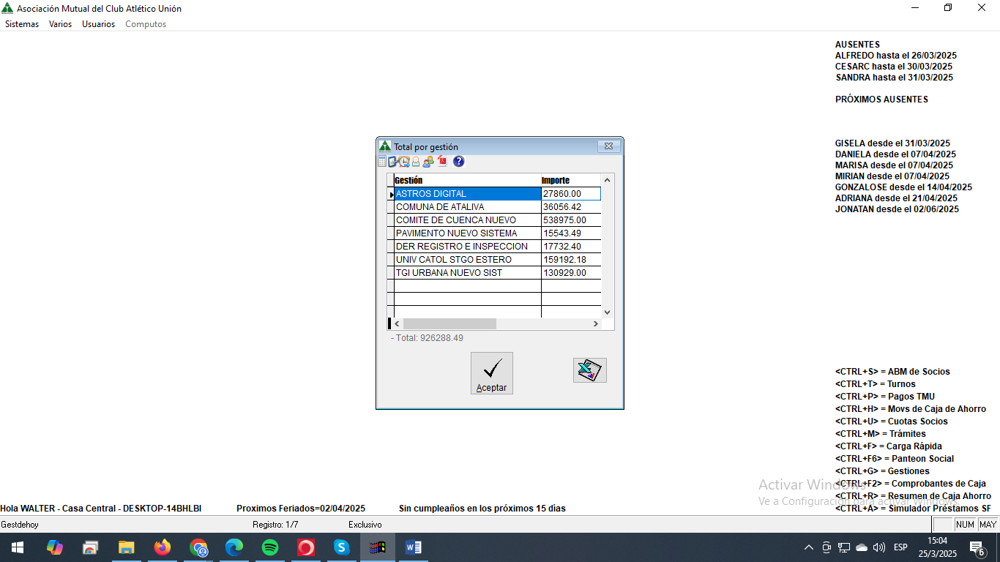 Asociación Mutual del Club Atlético Unión
Sistemas Varios Usuarios Computos
AUSENTES
ALFREDO hasta el 26/03/2025
CESARC hasta el 30/03/2025
SANDRA hasta el 31/03/2025
PRÓXIMOS AUSENTES
GISELA desde el 31/03/2025
DANIELA desde el 07/04/2025
MARISA desde el 07/04/2025
MIRIAN desde el 07/04/2025
GONZALOSE desde el 14/04/2025
ADRIANA desde el 21/04/2025
JONATAN desde el 02/06/2025
Total por gestión
Gestión Importe
ASTROS DIGITAL 27860.00
COMUNA DE ATALIVA 36056.42
COMITE DE CUENCA NUEVO 538975.00
PAVIMENTO NUEVO SISTEMA 15543.49
DER REGISTRO E INSPECCION 17732.40
UNIV CATOL STGO ESTERO 159192.18
TGI URBANA NUEVO SIST 130929.00
- Total: 926288.49
Aceptar
<CTRL+S> = ABM de Socios
<CTRL+T> = Turnos
<CTRL+P> = Pagos TMU
<CTRL+H> = Movs de Caja de Ahorro
<CTRL+U> = Cuotas Socios
<CTRL+M> = Trámites
<CTRL+F> = Carga Rápida
<CTRL+F6> = Panteon Social
<CTRL+G> = Gestiones
<CTRL+F2> = Comprobantes de Caja
<CTRL+R> = Resumen de Caja Ahorro
<CTRL+A> = Simulador Préstamos SF
Activar Windows
Ve a Configuración para activar Windows.
Hola WALTER - Casa Central - DESKTOP-14BHLBI Proximos Feriados=02/04/2025 Sin cumpleaños en los próximos 15 dias
Gestdehoy Registro: 1/7 Exclusivo NUM MAY
ESP
15:04
25/3/2025
6